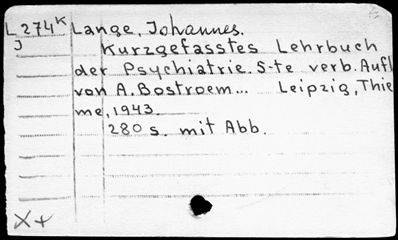 L274K Lange, Johannes.
J Kurzgefasstes Lehrbuch
der Psychiatrie. 5-te verb. Aufl
von A. Bostroem... Leipzig, Thie
me, 1943.
280 s. mit Abb.
X+